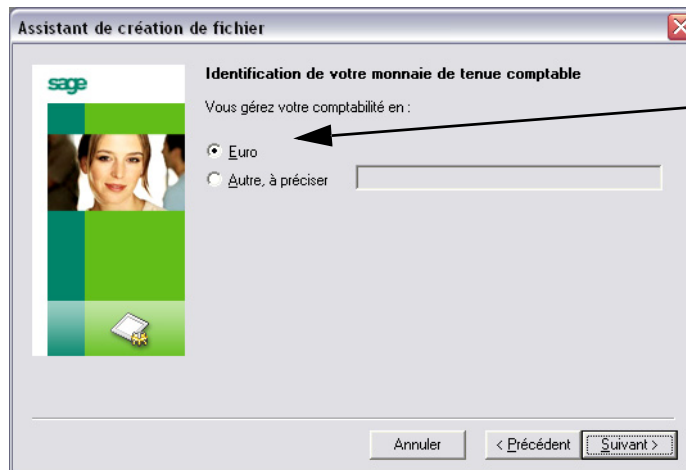 Assistant de création de fichier
sage
Identification de votre monnaie de tenue comptable
Vous gérez votre comptabilité en :
Euro
Autre, à préciser
Annuler
< Précédent
Suivant >